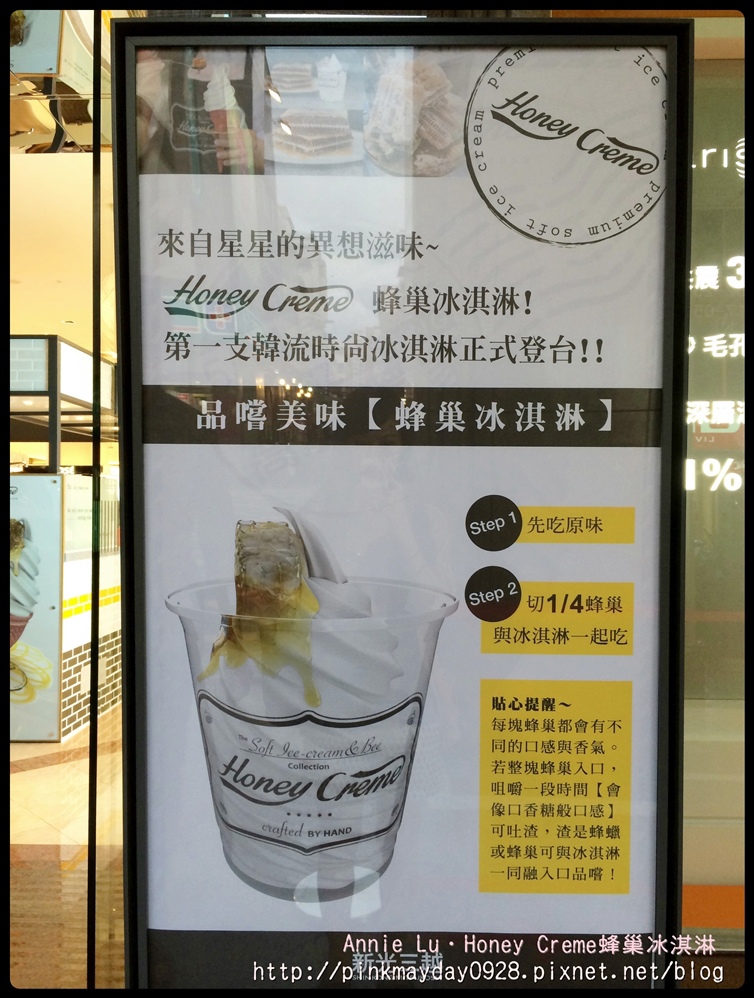 premium soft ice cream premium soft ice cream
Honey Creme
來自星星的異想滋味~
Honey Creme 蜂巢冰淇淋!
第一支韓流時尚冰淇淋正式登台!!
品嚐美味【蜂巢冰淇淋】
Step 1 先吃原味
Step 2 切1/4蜂巢
與冰淇淋一起吃
貼心提醒～
每塊蜂巢都會有不
同的口感與香氣。
若整塊蜂巢入口，
咀嚼一段時間【會
像口香糖般口感】
可吐渣，渣是蜂蠟
或蜂巢可與冰淇淋
一同融入口品嚐！
The
Soft Ice-cream & Bee
Collection
Honey Creme
crafted BY HAND
新光三越
毛孔
1%
LIV
Annie Lu·Honey Creme蜂巢冰淇淋
http://pinkmayday0928.pixnet.net/blog